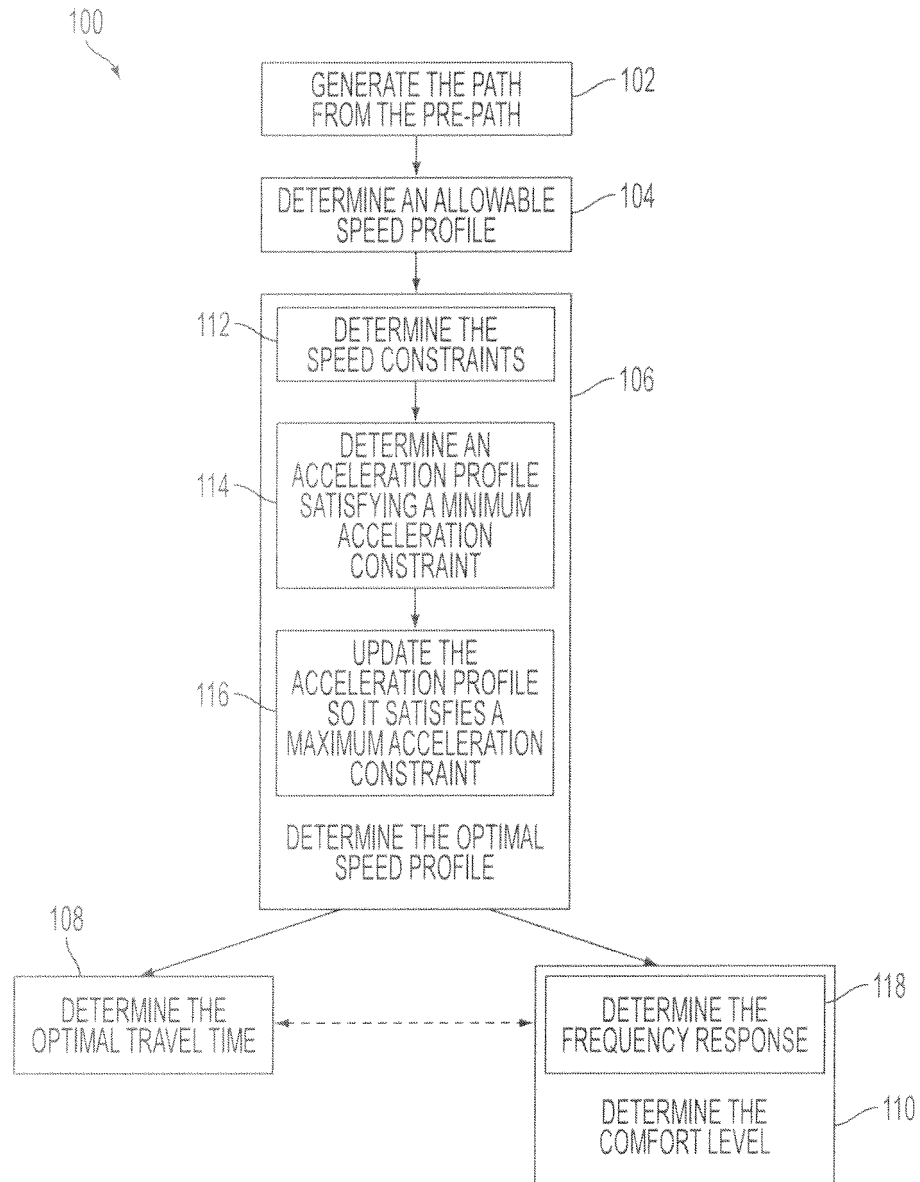 100
GENERATE THE PATH
FROM THE PRE-PATH
102
DETERMINE AN ALLOWABLE
SPEED PROFILE
104
112
DETERMINE THE
SPEED CONSTRAINTS
106
114
DETERMINE AN
ACCELERATION PROFILE
SATISFYING A MINIMUM
ACCELERATION
CONSTRAINT
116
UPDATE THE
ACCELERATION PROFILE
SO IT SATISFIES A
MAXIMUM ACCELERATION
CONSTRAINT
DETERMINE THE OPTIMAL
SPEED PROFILE
108
DETERMINE THE
OPTIMAL TRAVEL TIME
DETERMINE THE
FREQUENCY RESPONSE
118
DETERMINE THE
COMFORT LEVEL
110